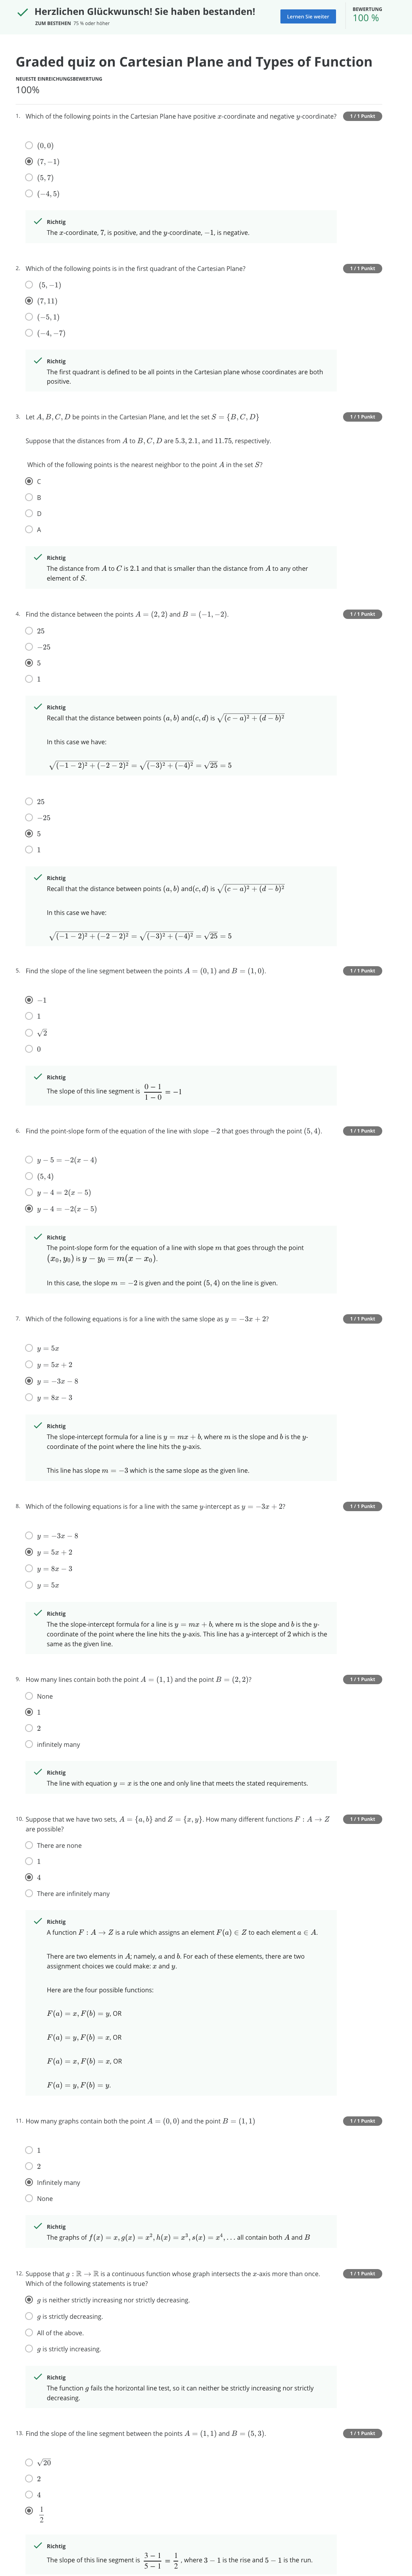 Herzlichen Glückwunsch! Sie haben bestanden!
ZUM BESTEHEN 75 % oder höher
Lernen Sie weiter
BEWERTUNG
100 %
Graded quiz on Cartesian Plane and Types of Function
NEUESTE EINREICHUNGSBEWERTUNG
100%
1. Which of the following points in the Cartesian Plane have positive x-coordinate and negative y-coordinate?
1 / 1 Punkt
(0, 0)
(7, −1)
(5, 7)
(−4, 5)
Richtig
The x-coordinate, 7, is positive, and the y-coordinate, −1, is negative.
2. Which of the following points is in the first quadrant of the Cartesian Plane?
1 / 1 Punkt
(5, −1)
(7, 11)
(−5, 1)
(−4, −7)
Richtig
The first quadrant is defined to be all points in the Cartesian plane whose coordinates are both
positive.
3. Let A, B, C, D be points in the Cartesian Plane, and let the set S = {B, C, D}
1 / 1 Punkt
Suppose that the distances from A to B, C, D are 5.3, 2.1, and 11.75, respectively.
Which of the following points is the nearest neighbor to the point A in the set S?
C
B
D
A
Richtig
The distance from A to C is 2.1 and that is smaller than the distance from A to any other
element of S.
4. Find the distance between the points A = (2, 2) and B = (−1, −2).
1 / 1 Punkt
25
−25
5
1
Richtig
Recall that the distance between points (a, b) and(c, d) is √(c − a)² + (d − b)²
In this case we have:
√(−1 − 2)² + (−2 − 2)² = √(−3)² + (−4)² = √25 = 5
25
−25
5
1
Richtig
Recall that the distance between points (a, b) and(c, d) is √(c − a)² + (d − b)²
In this case we have:
√(−1 − 2)² + (−2 − 2)² = √(−3)² + (−4)² = √25 = 5
5. Find the slope of the line segment between the points A = (0, 1) and B = (1, 0).
1 / 1 Punkt
−1
1
√2
0
Richtig
The slope of this line segment is (0 − 1)/(1 − 0) = −1
6. Find the point-slope form of the equation of the line with slope −2 that goes through the point (5, 4).
1 / 1 Punkt
y − 5 = −2(x − 4)
(5, 4)
y − 4 = 2(x − 5)
y − 4 = −2(x − 5)
Richtig
The point-slope form for the equation of a line with slope m that goes through the point
(x₀, y₀) is y − y₀ = m(x − x₀).
In this case, the slope m = −2 is given and the point (5, 4) on the line is given.
7. Which of the following equations is for a line with the same slope as y = −3x + 2?
1 / 1 Punkt
y = 5x
y = 5x + 2
y = −3x − 8
y = 8x − 3
Richtig
The slope-intercept formula for a line is y = mx + b, where m is the slope and b is the y-
coordinate of the point where the line hits the y-axis.
This line has slope m = −3 which is the same slope as the given line.
8. Which of the following equations is for a line with the same y-intercept as y = −3x + 2?
1 / 1 Punkt
y = −3x − 8
y = 5x + 2
y = 8x − 3
y = 5x
Richtig
The the slope-intercept formula for a line is y = mx + b, where m is the slope and b is the y-
coordinate of the point where the line hits the y-axis. This line has a y-intercept of 2 which is the
same as the given line.
9. How many lines contain both the point A = (1, 1) and the point B = (2, 2)?
1 / 1 Punkt
None
1
2
infinitely many
Richtig
The line with equation y = x is the one and only line that meets the stated requirements.
10. Suppose that we have two sets, A = {a, b} and Z = {x, y}. How many different functions F : A → Z
are possible?
1 / 1 Punkt
There are none
1
4
There are infinitely many
Richtig
A function F : A → Z is a rule which assigns an element F(a) ∈ Z to each element a ∈ A.
There are two elements in A; namely, a and b. For each of these elements, there are two
assignment choices we could make: x and y.
Here are the four possible functions:
F(a) = x, F(b) = y, OR
F(a) = y, F(b) = x, OR
F(a) = x, F(b) = x, OR
F(a) = y, F(b) = y.
11. How many graphs contain both the point A = (0, 0) and the point B = (1, 1)
1 / 1 Punkt
1
2
Infinitely many
None
Richtig
The graphs of f(x) = x, g(x) = x², h(x) = x³, s(x) = x⁴, . . . all contain both A and B
12. Suppose that g : ℝ → ℝ is a continuous function whose graph intersects the x-axis more than once.
Which of the following statements is true?
1 / 1 Punkt
g is neither strictly increasing nor strictly decreasing.
g is strictly decreasing.
All of the above.
g is strictly increasing.
Richtig
The function g fails the horizontal line test, so it can neither be strictly increasing nor strictly
decreasing.
13. Find the slope of the line segment between the points A = (1, 1) and B = (5, 3).
1 / 1 Punkt
√20
2
4
1/2
Richtig
The slope of this line segment is (3 − 1)/(5 − 1) = 1/2, where 3 − 1 is the rise and 5 − 1 is the run.